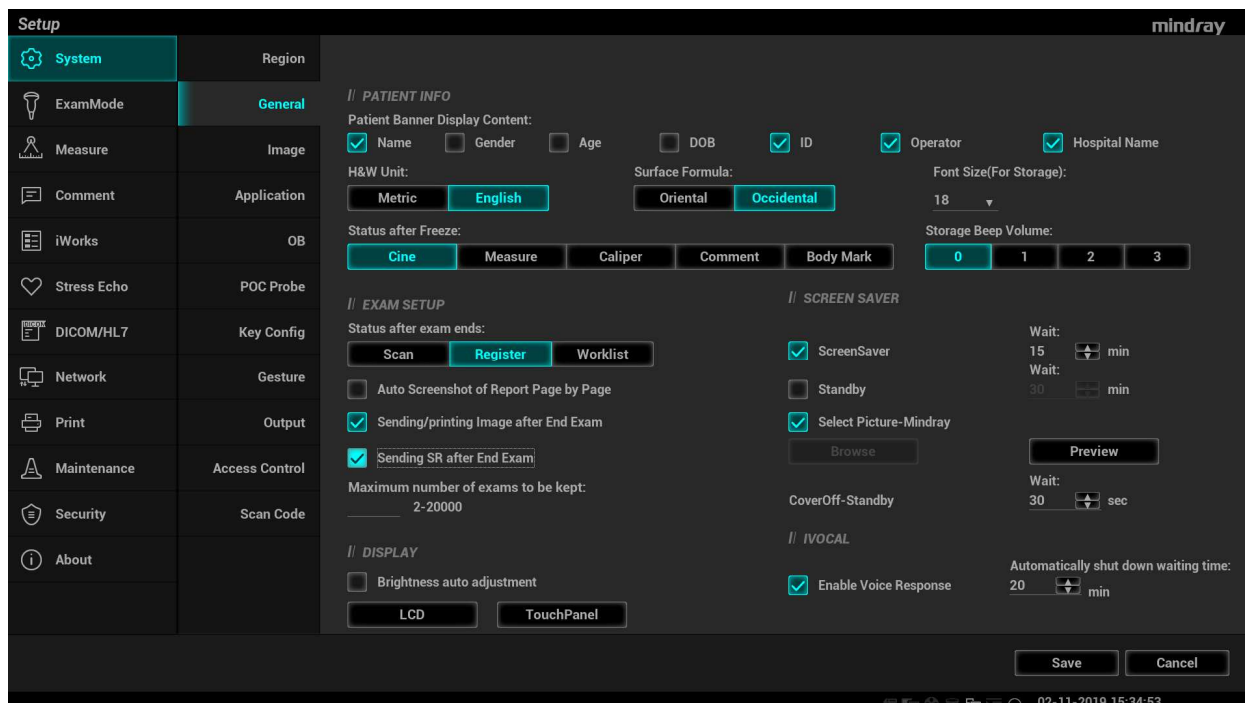 Setup
mindray
System
ExamMode
Measure
Comment
iWorks
Stress Echo
DICOM
DICOM/HL7
Network
Print
Maintenance
Security
About
Region
General
Image
Application
OB
POC Probe
Key Config
Gesture
Output
Access Control
Scan Code
// PATIENT INFO
Patient Banner Display Content:
Name Gender Age DOB ID Operator Hospital Name
H&W Unit: Surface Formula: Font Size(For Storage):
Metric English Oriental Occidental 18
Status after Freeze: Storage Beep Volume:
Cine Measure Caliper Comment Body Mark 0 1 2 3
// EXAM SETUP
Status after exam ends:
Scan Register Worklist
Auto Screenshot of Report Page by Page
Sending/printing Image after End Exam
Sending SR after End Exam
Maximum number of exams to be kept:
2-20000
// DISPLAY
Brightness auto adjustment
LCD TouchPanel
// SCREEN SAVER
Wait:
ScreenSaver 15 min
Wait:
Standby 30 min
Select Picture-Mindray
Browse Preview
Wait:
CoverOff-Standby 30 sec
// IVOCAL
Automatically shut down waiting time:
Enable Voice Response 20 min
Save Cancel
02-11-2019 15:34:53